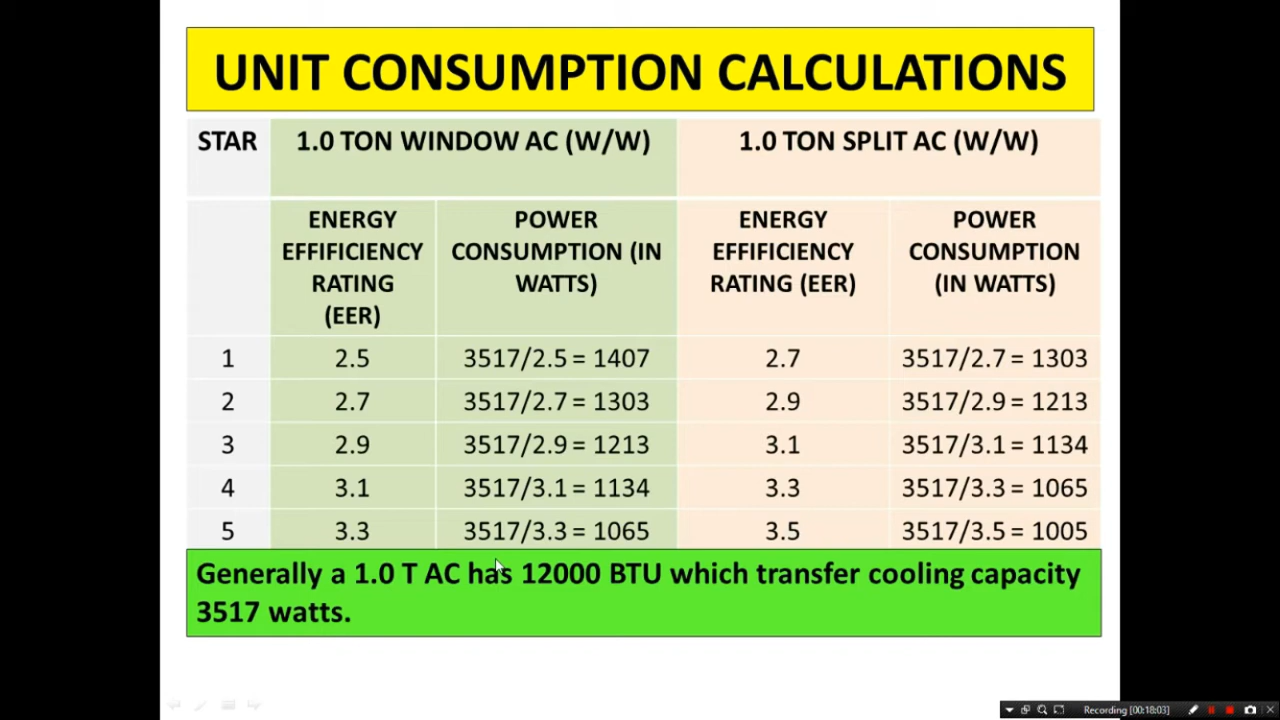 UNIT CONSUMPTION CALCULATIONS
STAR 1.0 TON WINDOW AC (W/W) 1.0 TON SPLIT AC (W/W)
ENERGY EFFIFICIENCY RATING (EER) POWER CONSUMPTION (IN WATTS) ENERGY EFFIFICIENCY RATING (EER) POWER CONSUMPTION (IN WATTS)
1 2.5 3517/2.5 = 1407 2.7 3517/2.7 = 1303
2 2.7 3517/2.7 = 1303 2.9 3517/2.9 = 1213
3 2.9 3517/2.9 = 1213 3.1 3517/3.1 = 1134
4 3.1 3517/3.1 = 1134 3.3 3517/3.3 = 1065
5 3.3 3517/3.3 = 1065 3.5 3517/3.5 = 1005
Generally a 1.0 T AC has 12000 BTU which transfer cooling capacity
3517 watts.
Recording [00:18:03]